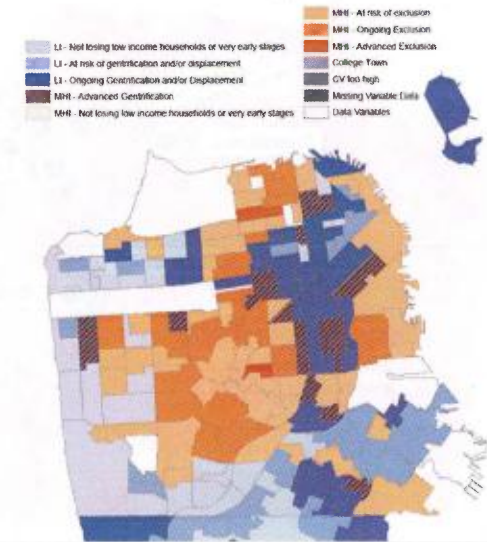 LI - Not losing low income households or very early stages
LI - At risk of gentrification and/or displacement
LI - Ongoing Gentrification and/or Displacement
MHI - Advanced Gentrification
MHI - Not losing low income households or very early stages
MHI - At risk of exclusion
MHI - Ongoing Exclusion
MHI - Advanced Exclusion
College Town
CV too high
Missing Variable Data
Data Variables